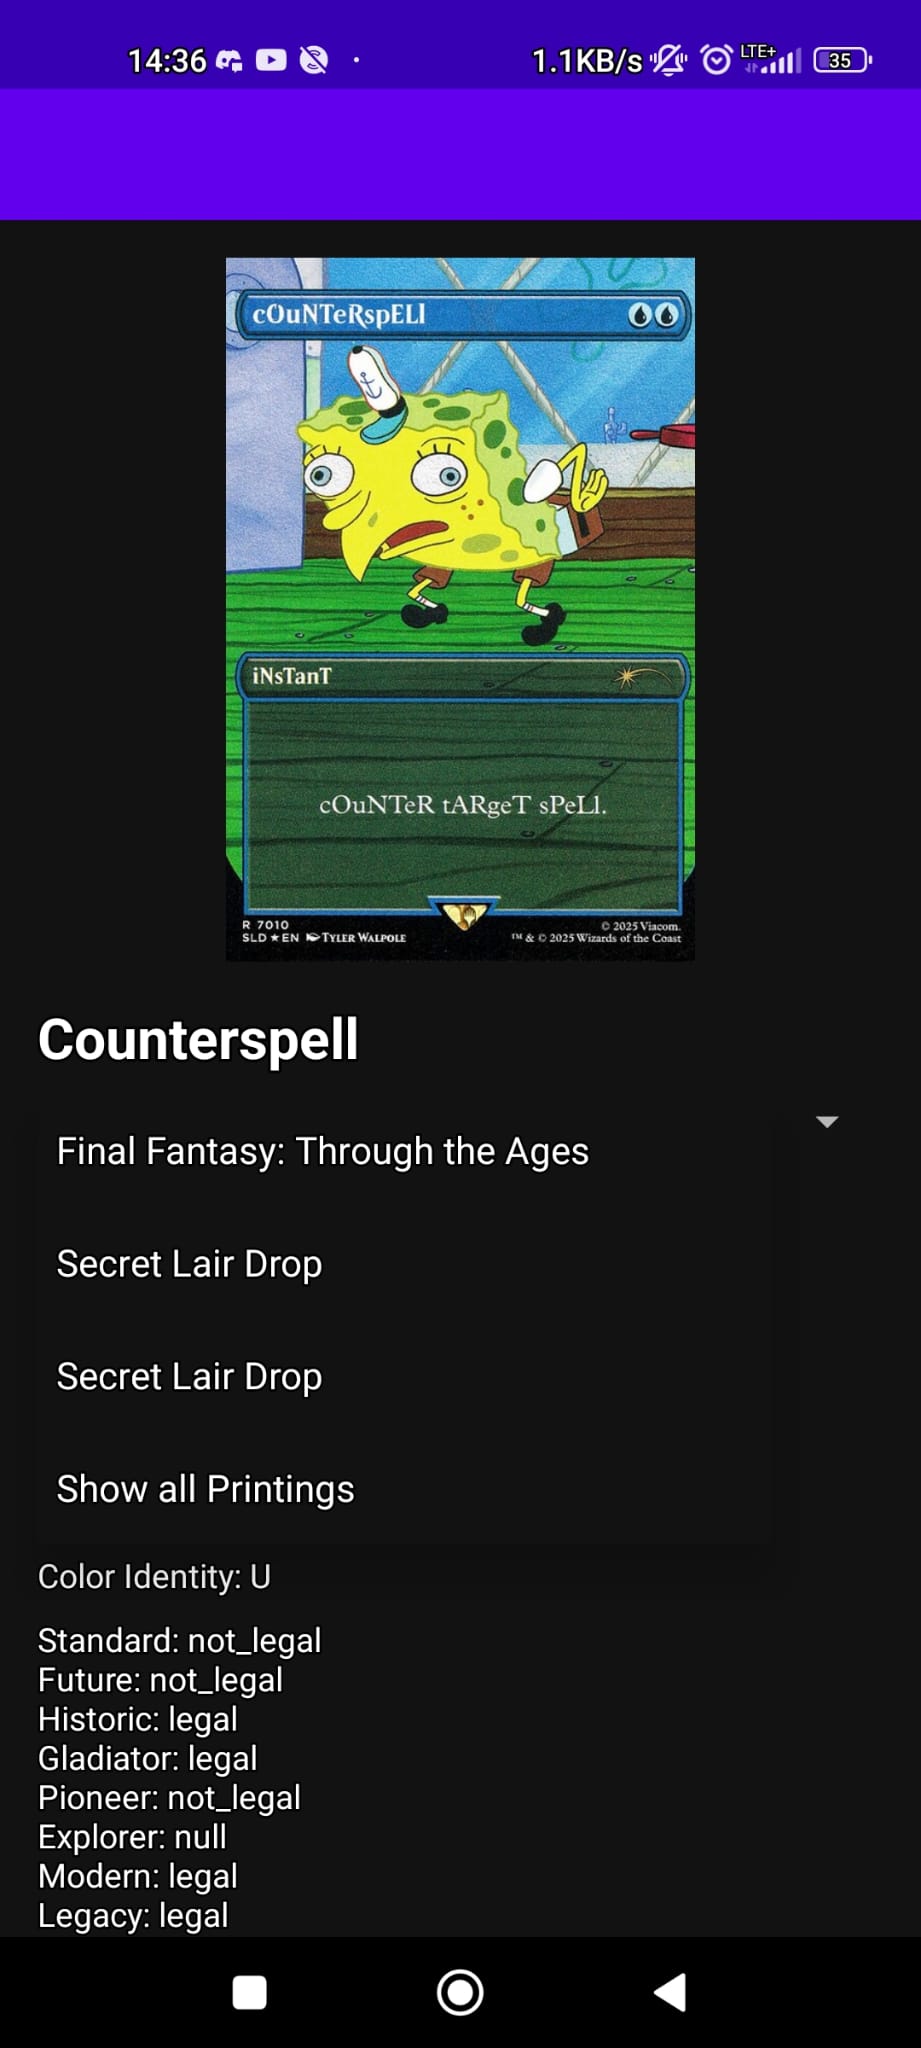 14:36
1.1KB/s
LTE+
35
cOuNTeRspELl
iNsTanT
cOuNTeR tARgeT sPeLl.
R 7010
SLD ★ EN TYLER WALPOLE
© 2025 Viacom.
™ & © 2025 Wizards of the Coast
Counterspell
Final Fantasy: Through the Ages
Secret Lair Drop
Secret Lair Drop
Show all Printings
Color Identity: U
Standard: not_legal
Future: not_legal
Historic: legal
Gladiator: legal
Pioneer: not_legal
Explorer: null
Modern: legal
Legacy: legal